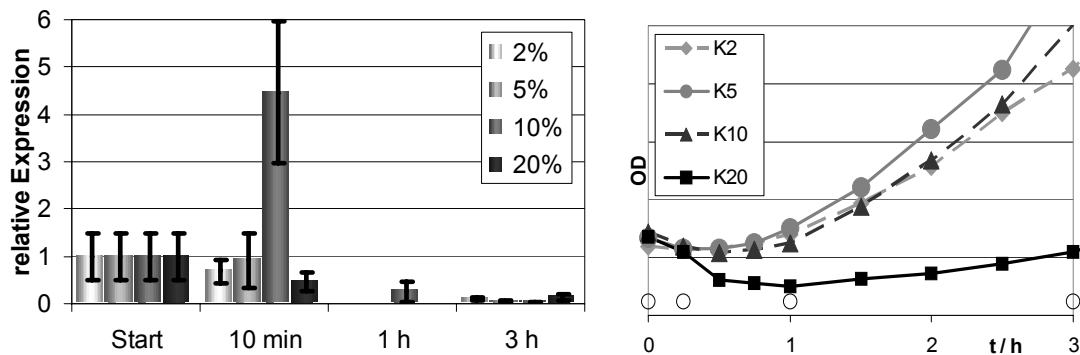 relative Expression
6
5
4
3
2
1
0
2%
5%
10%
20%
Start 10 min 1 h 3 h
OD
K2
K5
K10
K20
0 1 2 t / h 3